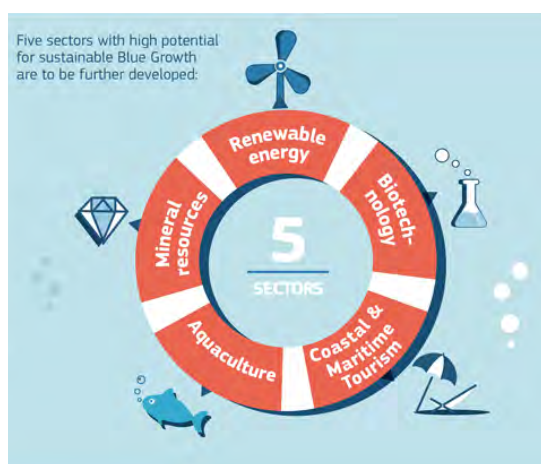 Five sectors with high potential
for sustainable Blue Growth
are to be further developed:
Renewable
energy
Biotech-
nology
Coastal &
Maritime
Tourism
Aquaculture
Mineral
resources
5
SECTORS